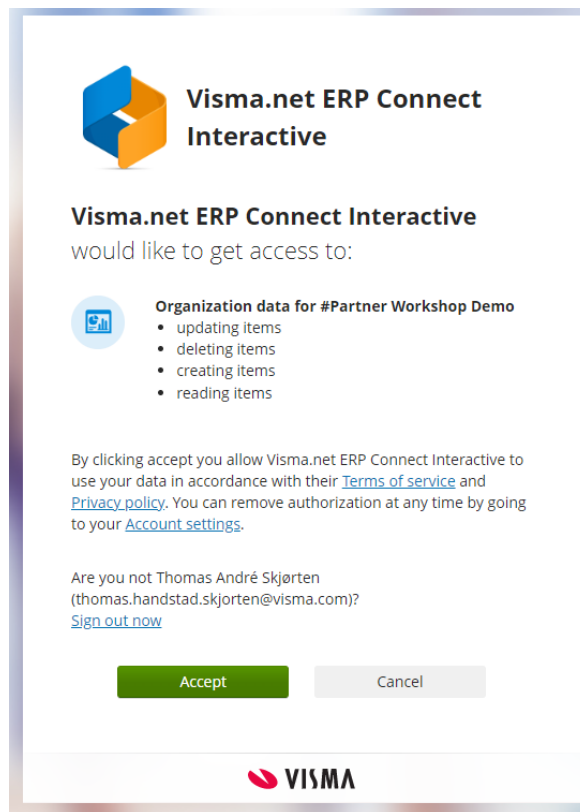 Visma.net ERP Connect
Interactive
Visma.net ERP Connect Interactive
would like to get access to:
Organization data for #Partner Workshop Demo
• updating items
• deleting items
• creating items
• reading items
By clicking accept you allow Visma.net ERP Connect Interactive to
use your data in accordance with their Terms of service and
Privacy policy. You can remove authorization at any time by going
to your Account settings.
Are you not Thomas André Skjørten
(thomas.handstad.skjorten@visma.com)?
Sign out now
Accept Cancel
VISMA